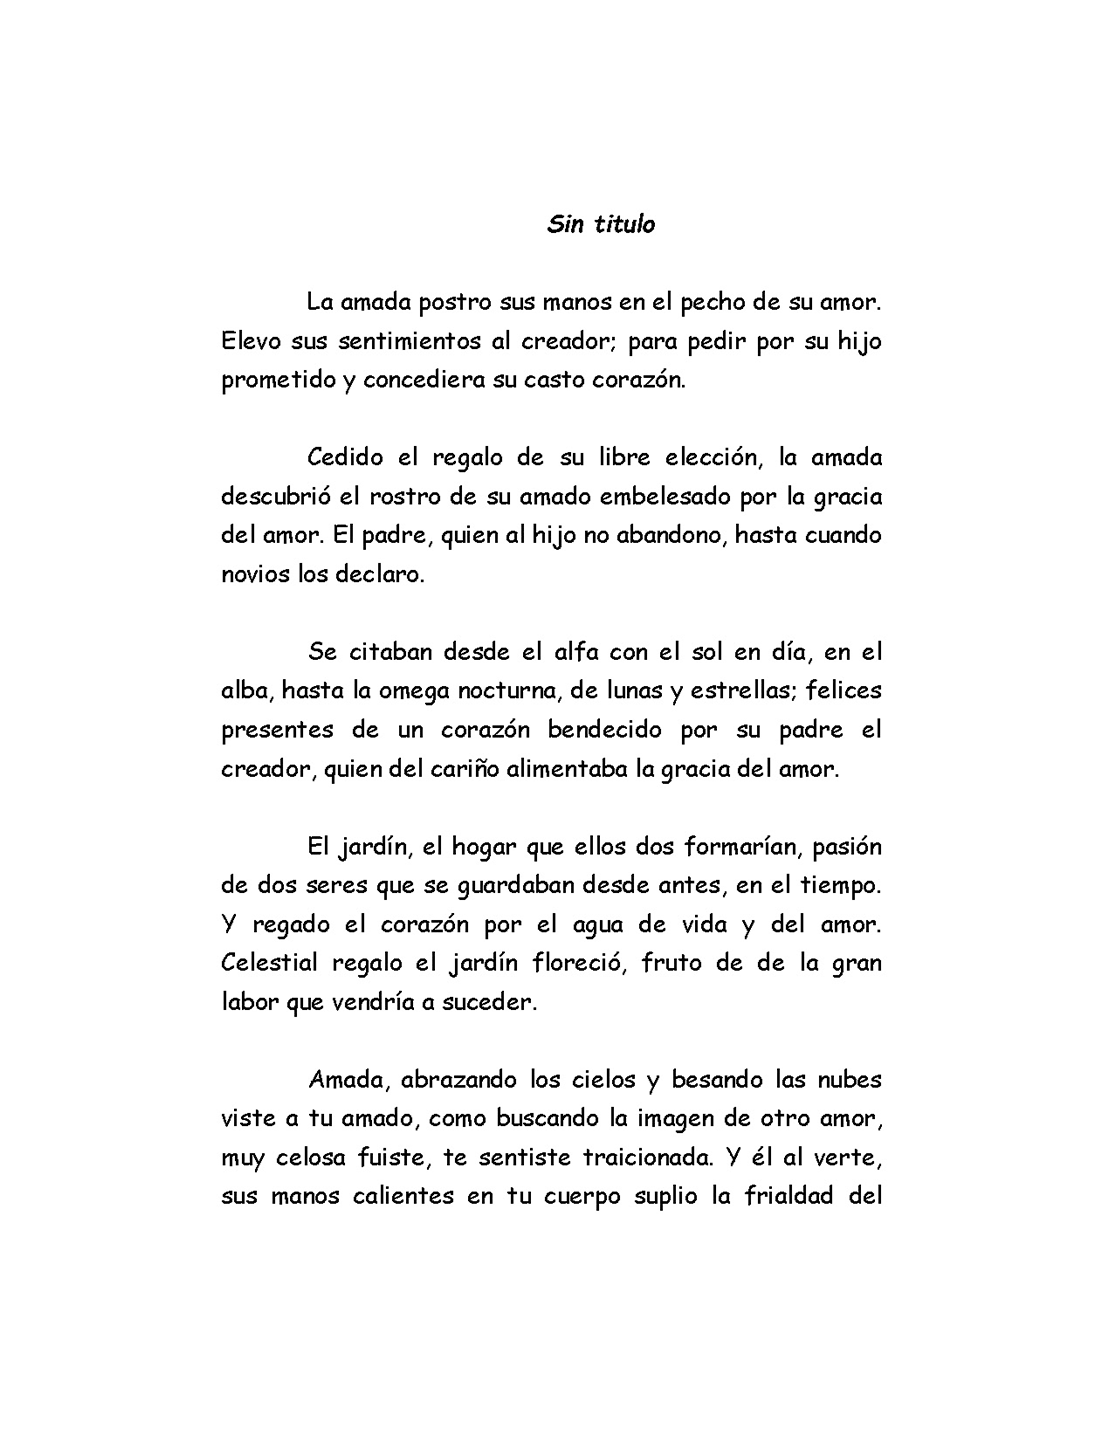 Sin titulo
La amada postro sus manos en el pecho de su amor.
Elevo sus sentimientos al creador; para pedir por su hijo
prometido y concediera su casto corazón.
Cedido el regalo de su libre elección, la amada
descubrió el rostro de su amado embelesado por la gracia
del amor. El padre, quien al hijo no abandono, hasta cuando
novios los declaro.
Se citaban desde el alfa con el sol en día, en el
alba, hasta la omega nocturna, de lunas y estrellas; felices
presentes de un corazón bendecido por su padre el
creador, quien del cariño alimentaba la gracia del amor.
El jardín, el hogar que ellos dos formarían, pasión
de dos seres que se guardaban desde antes, en el tiempo.
Y regado el corazón por el agua de vida y del amor.
Celestial regalo el jardín floreció, fruto de de la gran
labor que vendría a suceder.
Amada, abrazando los cielos y besando las nubes
viste a tu amado, como buscando la imagen de otro amor,
muy celosa fuiste, te sentiste traicionada. Y él al verte,
sus manos calientes en tu cuerpo suplio la frialdad del